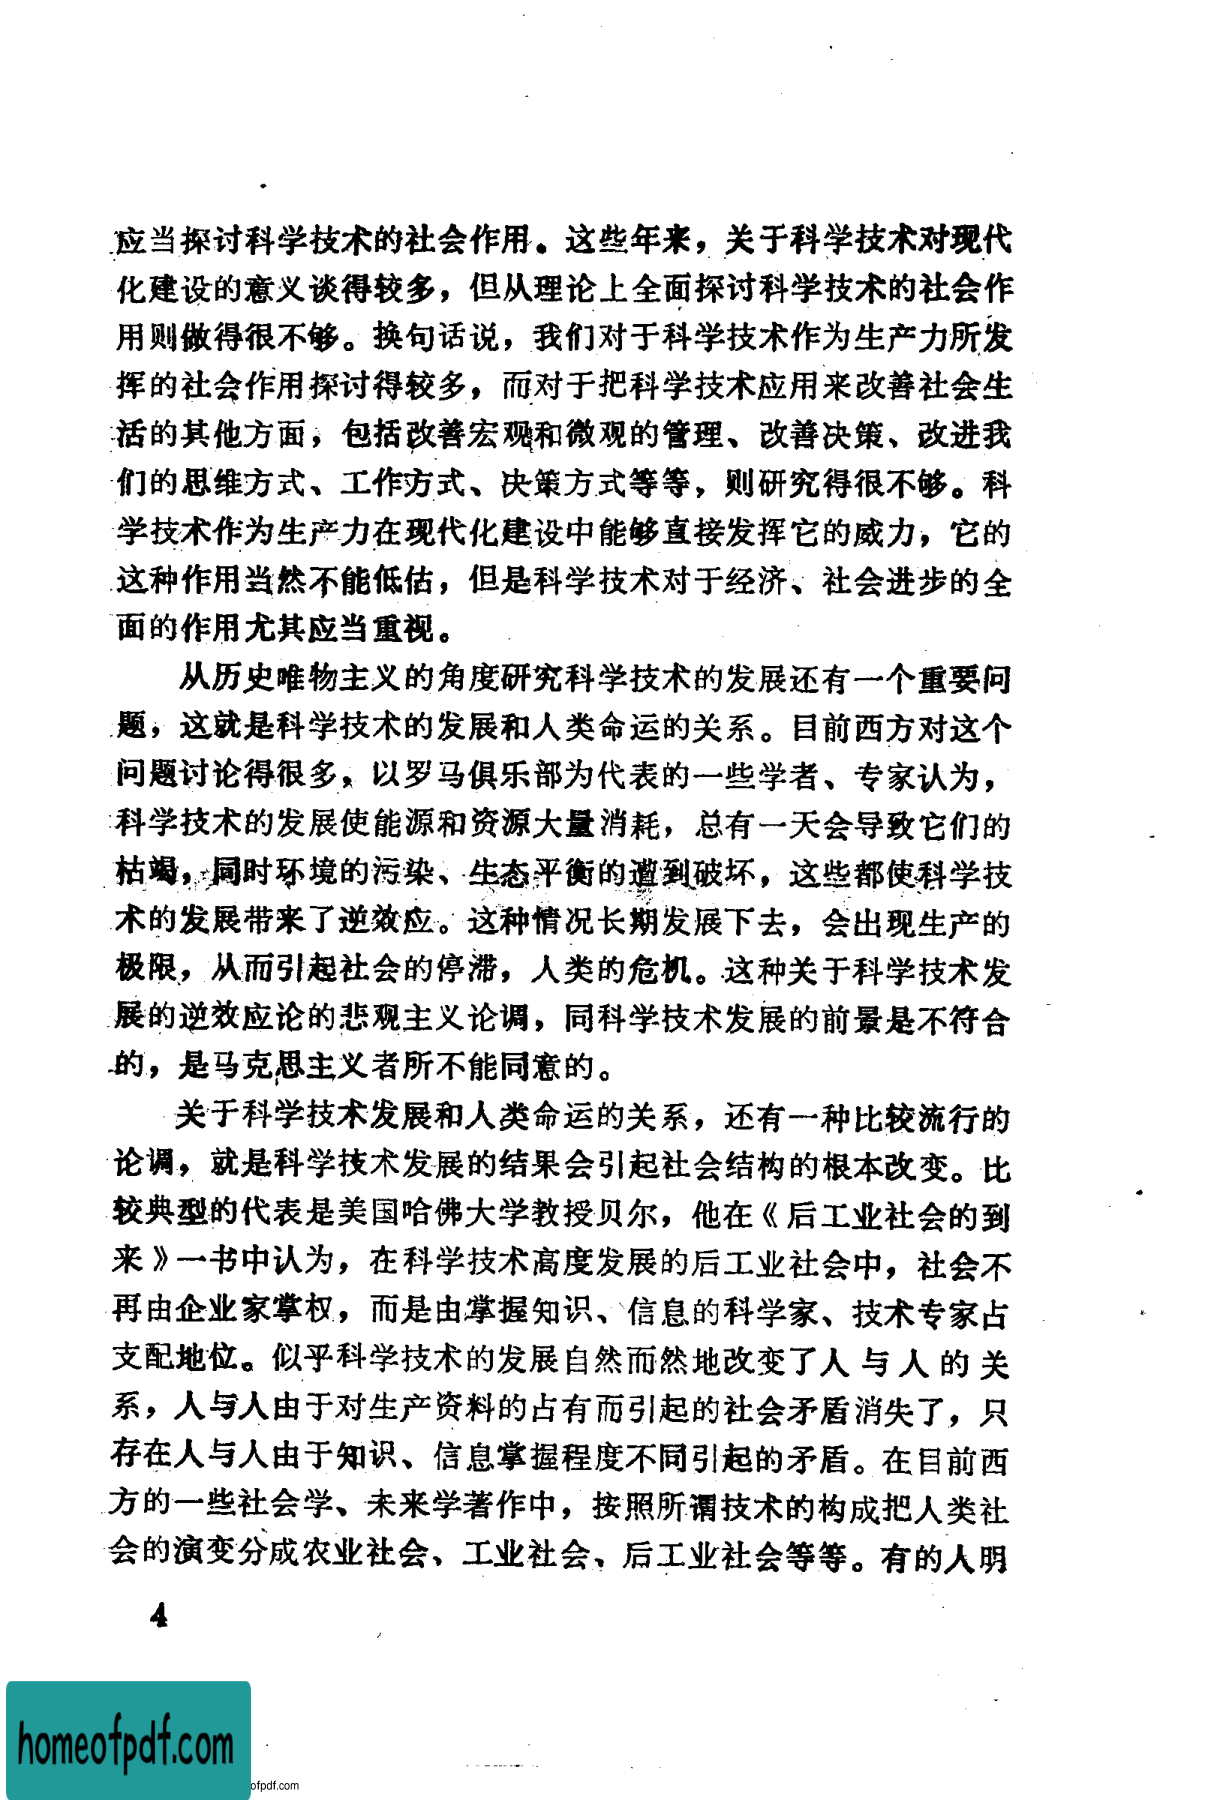 应当探讨科学技术的社会作用。这些年来，关于科学技术对现代
化建设的意义谈得较多，但从理论上全面探讨科学技术的社会作
用则做得很不够。换句话说，我们对于科学技术作为生产力所发
挥的社会作用探讨得较多，而对于把科学技术应用来改善社会生
活的其他方面，包括改善宏观和微观的管理、改善决策、改进我
们的思维方式、工作方式、决策方式等等，则研究得很不够。科
学技术作为生产力在现代化建设中能够直接发挥它的威力，它的
这种作用当然不能低估，但是科学技术对于经济、社会进步的全
面的作用尤其应当重视。
从历史唯物主义的角度研究科学技术的发展还有一个重要问
题，这就是科学技术的发展和人类命运的关系。目前西方对这个
问题讨论得很多，以罗马俱乐部为代表的一些学者、专家认为，
科学技术的发展使能源和资源大量消耗，总有一天会导致它们的
枯竭，同时环境的污染、生态平衡的遭到破坏，这些都使科学技
术的发展带来了逆效应。这种情况长期发展下去，会出现生产的
极限，从而引起社会的停滞，人类的危机。这种关于科学技术发
展的逆效应论的悲观主义论调，同科学技术发展的前景是不符合
的，是马克思主义者所不能同意的。
关于科学技术发展和人类命运的关系，还有一种比较流行的
论调，就是科学技术发展的结果会引起社会结构的根本改变。比
较典型的代表是美国哈佛大学教授贝尔，他在《后工业社会的到
来》一书中认为，在科学技术高度发展的后工业社会中，社会不
再由企业家掌权，而是由掌握知识、信息的科学家、技术专家占
支配地位。似乎科学技术的发展自然而然地改变了人与人的关
系，人与人由于对生产资料的占有而引起的社会矛盾消失了，只
存在人与人由于知识、信息掌握程度不同引起的矛盾。在目前西
方的一些社会学、未来学著作中，按照所谓技术的构成把人类社
会的演变分成农业社会、工业社会、后工业社会等等。有的人明
4
homeofpdf.com
ofpdf.com